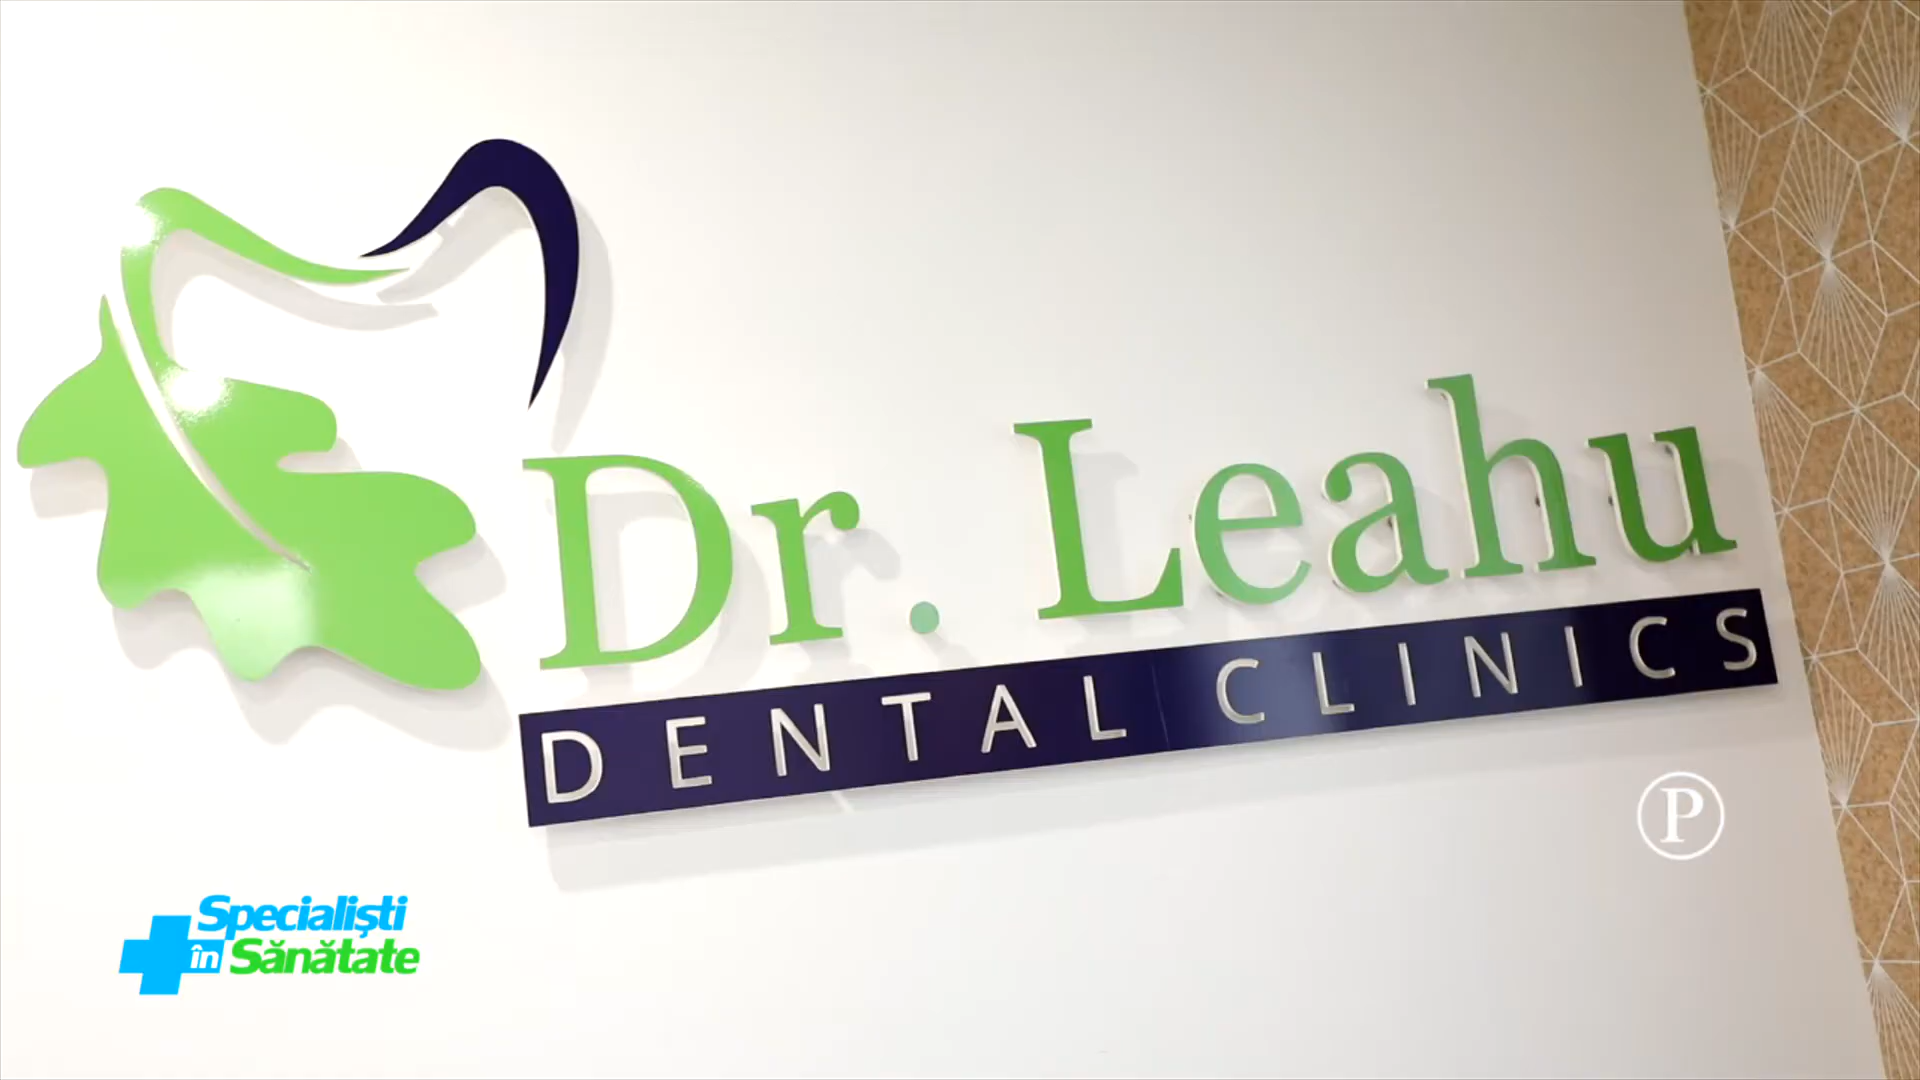 Dr. Leahu
DENTAL CLINICS
P
Specialiști
în Sănătate